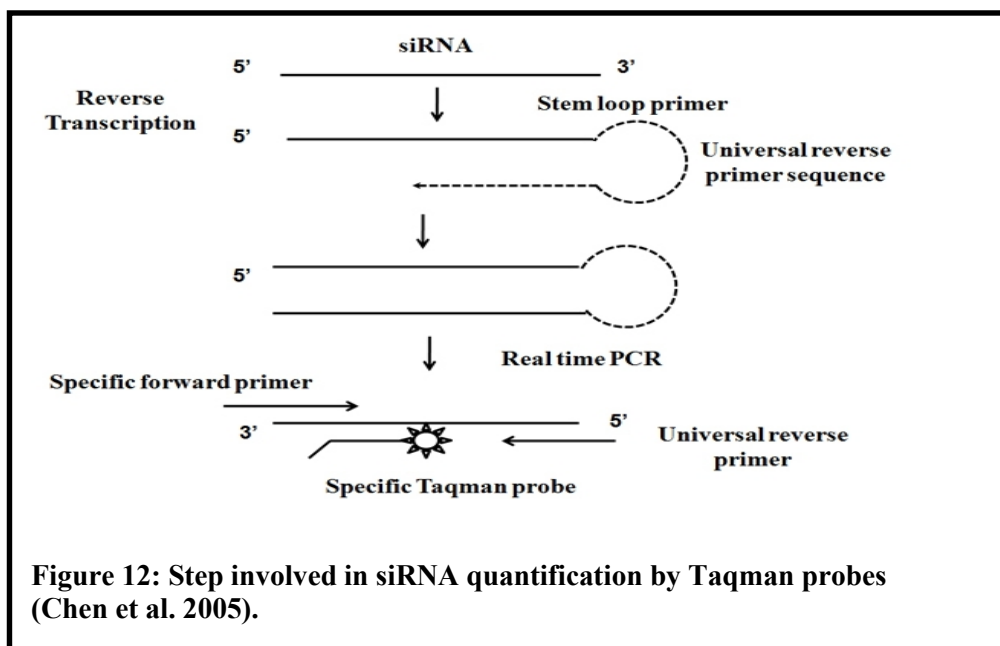 siRNA
5’ 3’
Reverse
Transcription
Stem loop primer
5’
Universal reverse
primer sequence
5’
Real time PCR
Specific forward primer
3’ 5’
Universal reverse
primer
Specific Taqman probe
Figure 12: Step involved in siRNA quantification by Taqman probes
(Chen et al. 2005).